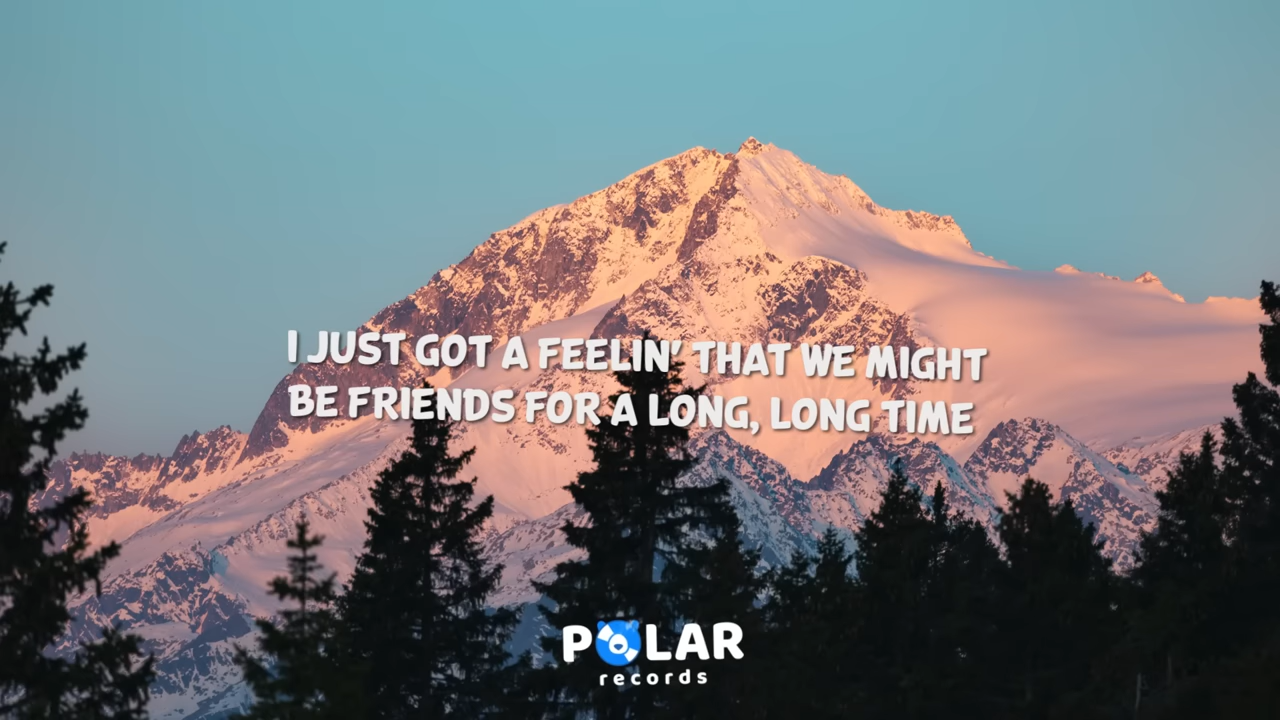 I JUST GOT A FEELIN' THAT WE MIGHT
BE FRIENDS FOR A LONG, LONG TIME
POLAR
records